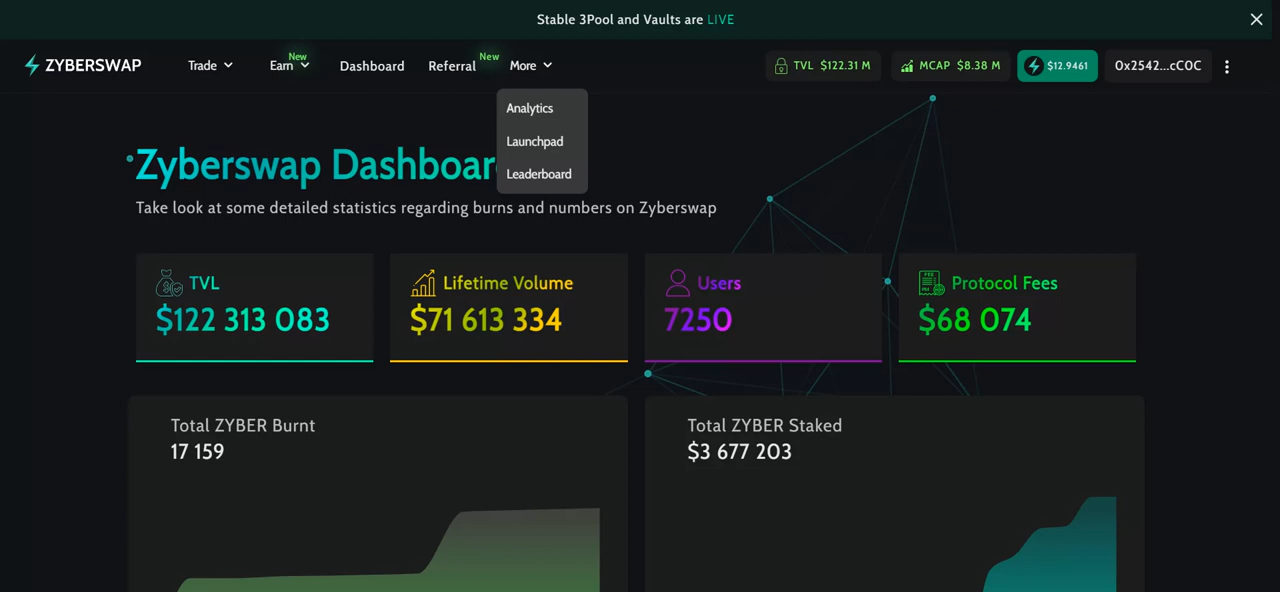 Stable 3Pool and Vaults are LIVE
ZYBERSWAP
Trade
Earn
New
Dashboard
Referral
New
More
TVL $122.31 M
MCAP $8.38 M
$12.9461
0x2542...cC0C
Analytics
Launchpad
Leaderboard
Zyberswap Dashboar
Take look at some detailed statistics regarding burns and numbers on Zyberswap
TVL
$122 313 083
Lifetime Volume
$71 613 334
Users
7250
Protocol Fees
$68 074
Total ZYBER Burnt
17 159
Total ZYBER Staked
$3 677 203